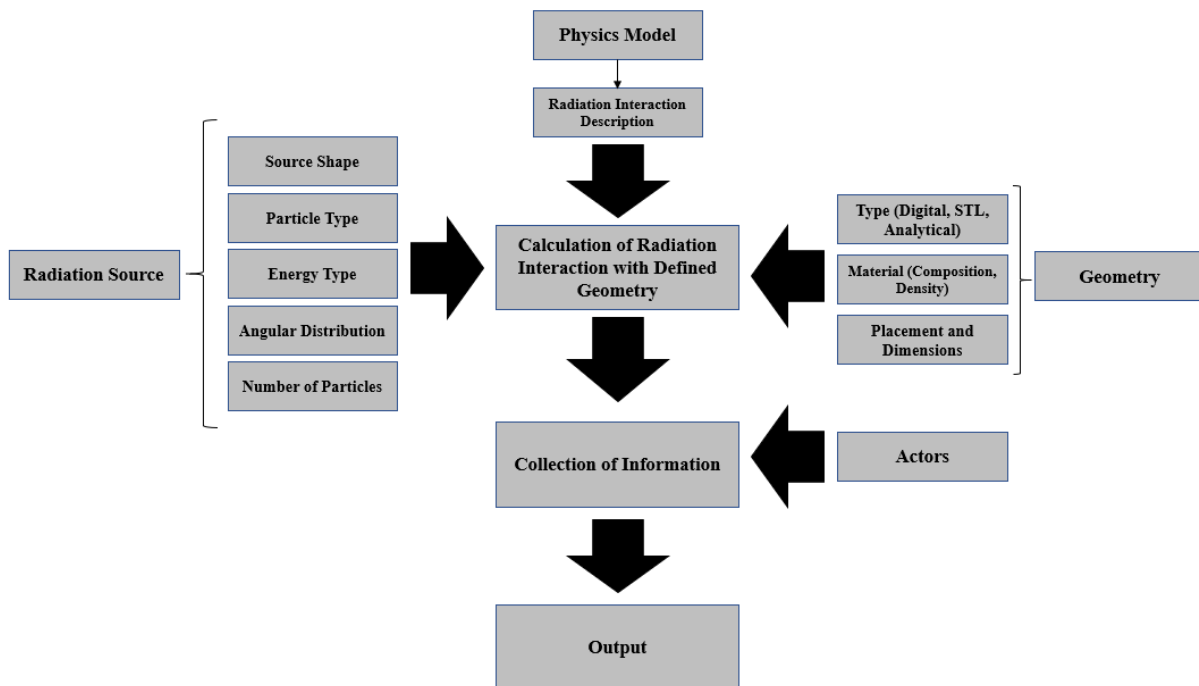 Physics Model
Radiation Interaction
Description
Source Shape
Particle Type
Energy Type
Angular Distribution
Number of Particles
Radiation Source
Calculation of Radiation
Interaction with Defined
Geometry
Type (Digital, STL,
Analytical)
Material (Composition,
Density)
Placement and
Dimensions
Geometry
Collection of Information
Actors
Output